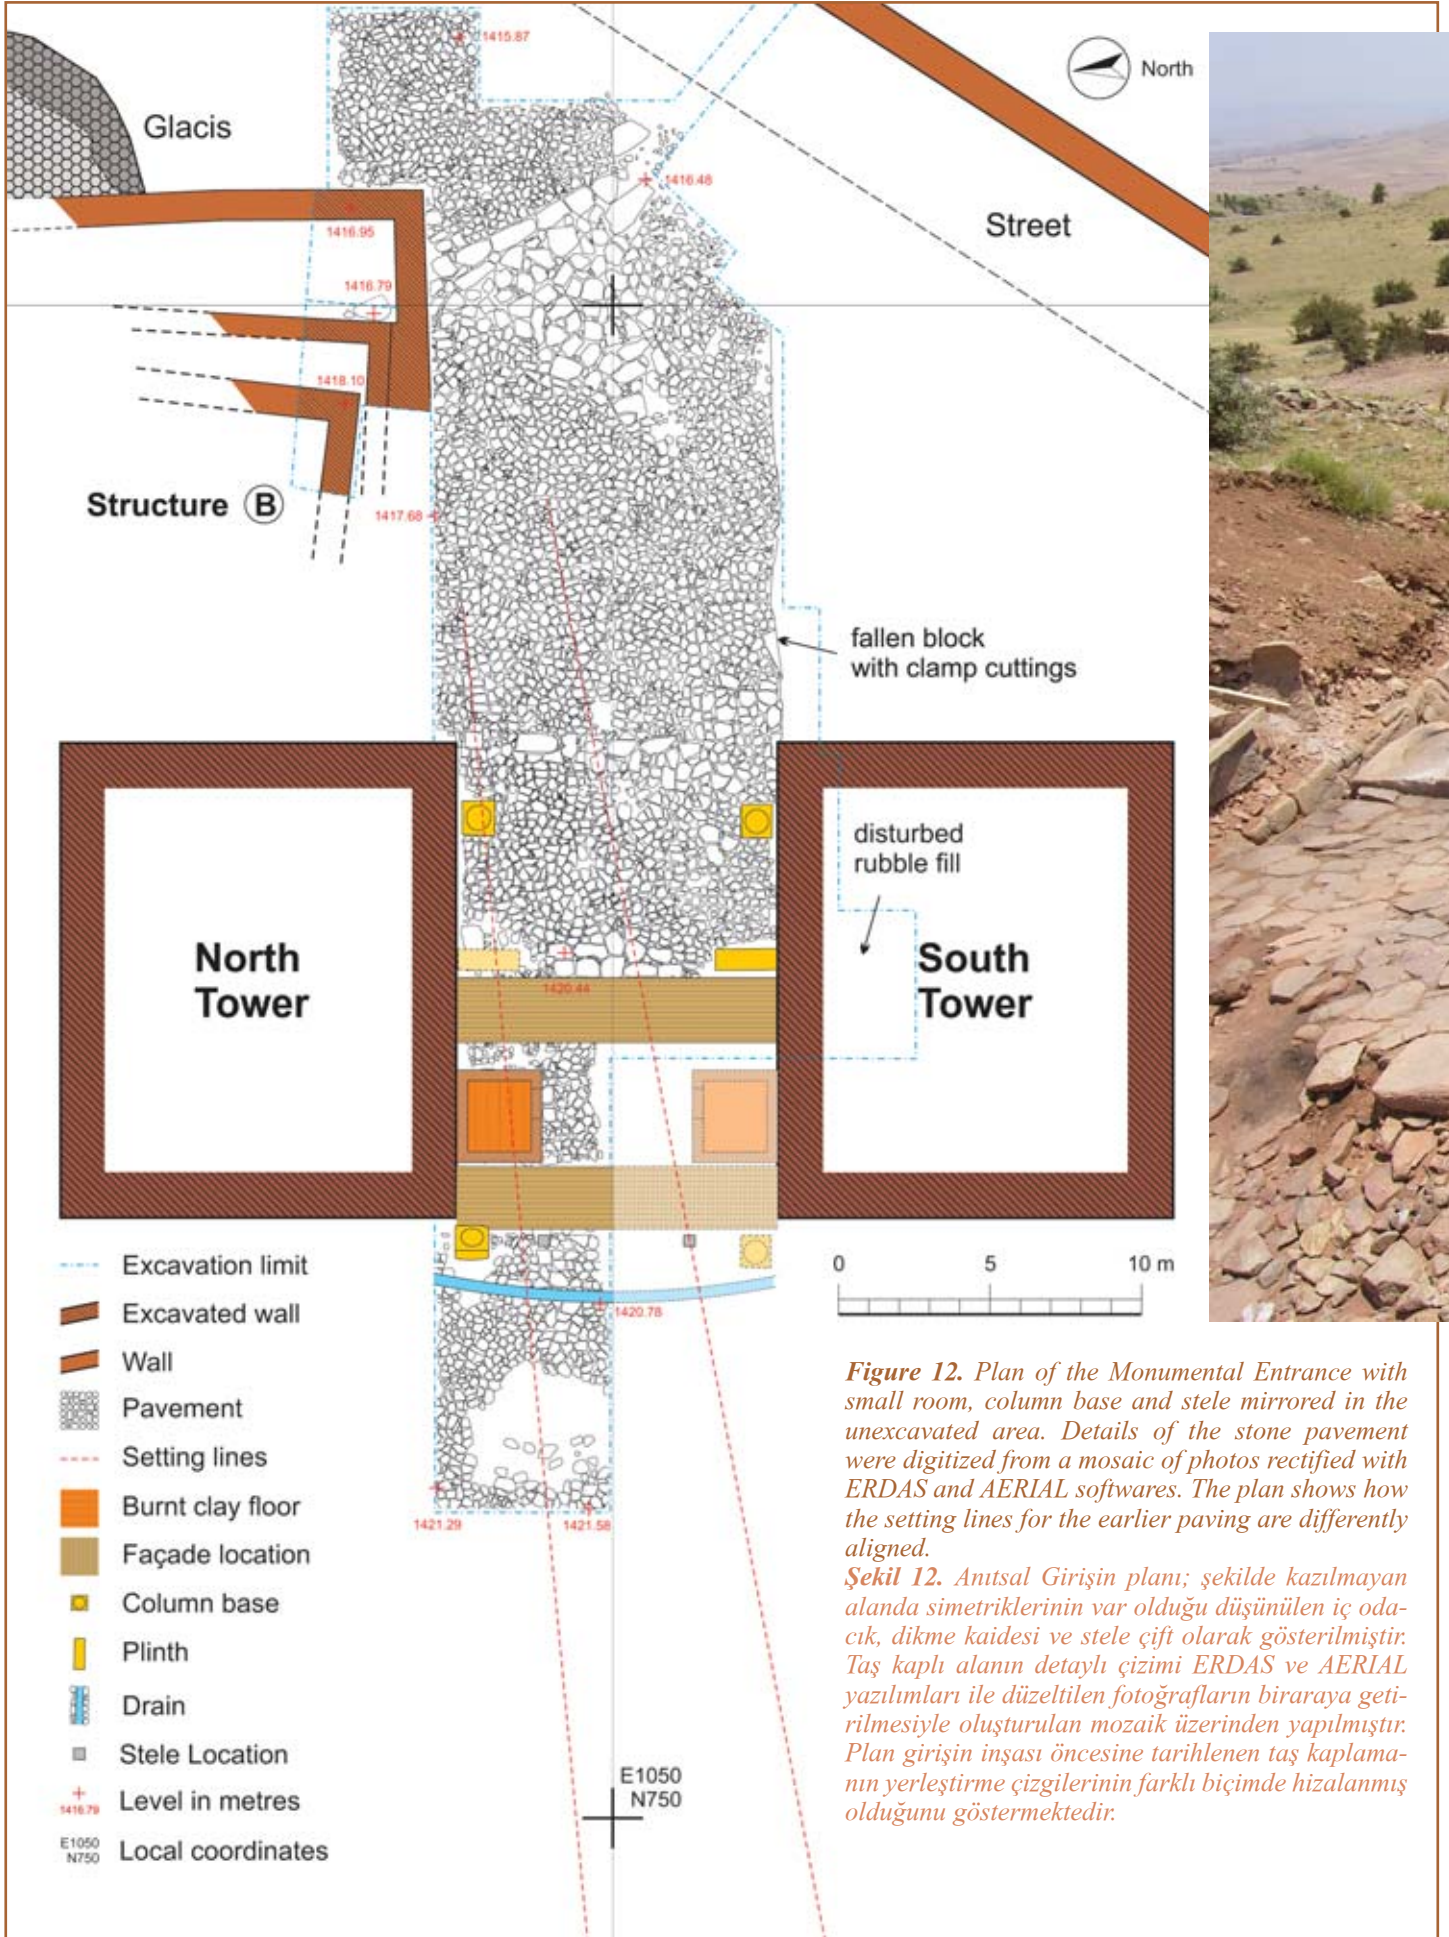 1415.87
North
Glacis
1416.48
Street
1416.95
1416.79
1418.10
Structure B
1417.68
fallen block
with clamp cuttings
disturbed
rubble fill
North
Tower
South
Tower
1420.44
0 5 10 m
1420.78
1421.29
1421.58
Excavation limit
Excavated wall
Wall
Pavement
Setting lines
Burnt clay floor
Façade location
Column base
Plinth
Drain
Stele Location
1416.79 Level in metres
E1050
N750
Local coordinates
E1050
N750
Figure 12. Plan of the Monumental Entrance with
small room, column base and stele mirrored in the
unexcavated area. Details of the stone pavement
were digitized from a mosaic of photos rectified with
ERDAS and AERIAL softwares. The plan shows how
the setting lines for the earlier paving are differently
aligned.
Şekil 12. Anıtsal Girişin planı; şekilde kazılmayan
alanda simetriklerinin var olduğu düşünülen iç oda-
cık, dikme kaidesi ve stele çift olarak gösterilmiştir.
Taş kaplı alanın detaylı çizimi ERDAS ve AERIAL
yazılımları ile düzeltilen fotoğrafların biraraya geti-
rilmesiyle oluşturulan mozaik üzerinden yapılmıştır.
Plan girişin inşası öncesine tarihlenen taş kaplama-
nın yerleştirme çizgilerinin farklı biçimde hizalanmış
olduğunu göstermektedir.